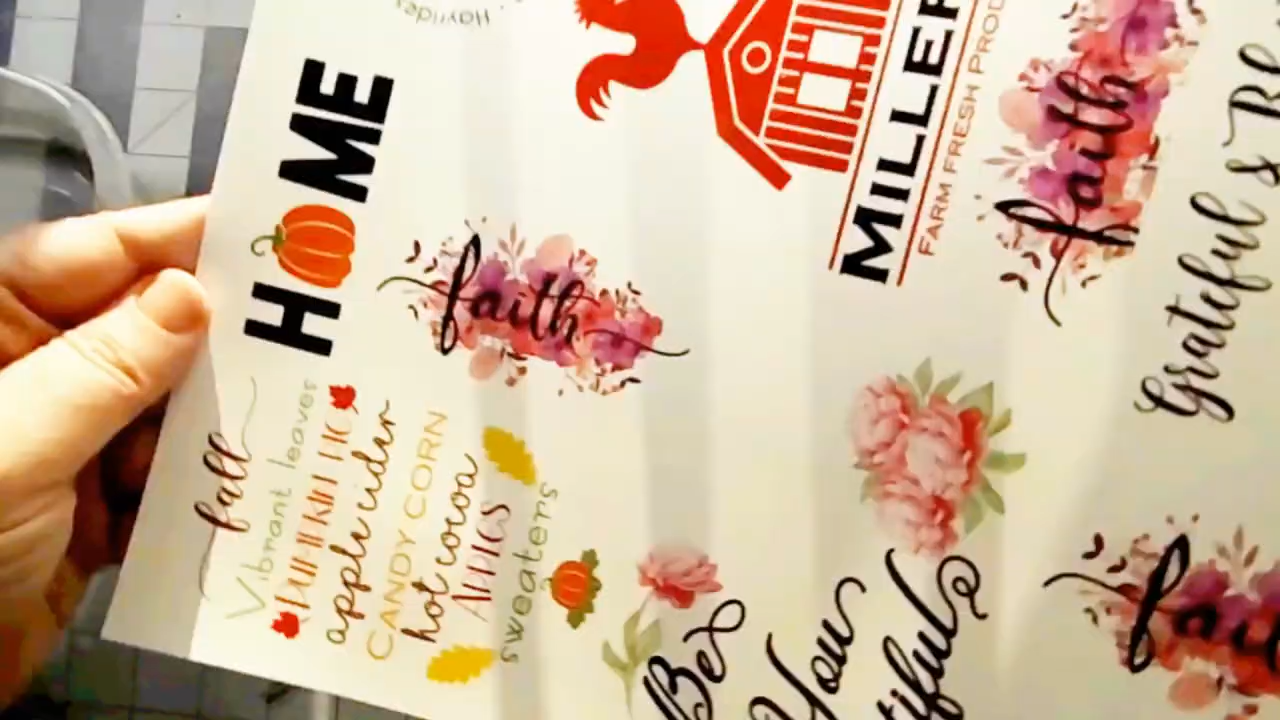 Hayrides
HOME
faith
fall
Vibrant leaves
PUMPKIN PIE
apple cider
CANDY CORN
hot cocoa
APPLES
sweaters
MILLER
FARM FRESH PROD
faith
Grateful & Bl
Be
You
tiful